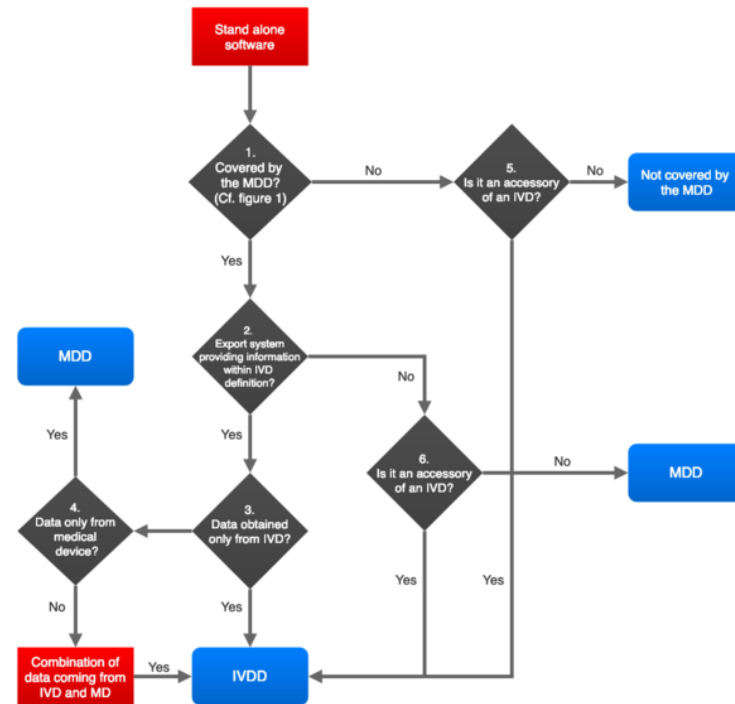 Stand alone
software
1.
Covered by
the MDD?
(Cf. figure 1)
No
5.
Is it an accessory
of an IVD?
No
Not covered by
the MDD
Yes
2.
Export system
providing information
within IVD
definition?
No
MDD
Yes
Yes
6.
Is it an accessory
of an IVD?
No
MDD
4.
Data only from
medical
device?
3.
Data obtained
only from IVD?
No
Yes
Yes
Yes
Combination of
data coming from
IVD and MD
Yes
IVDD